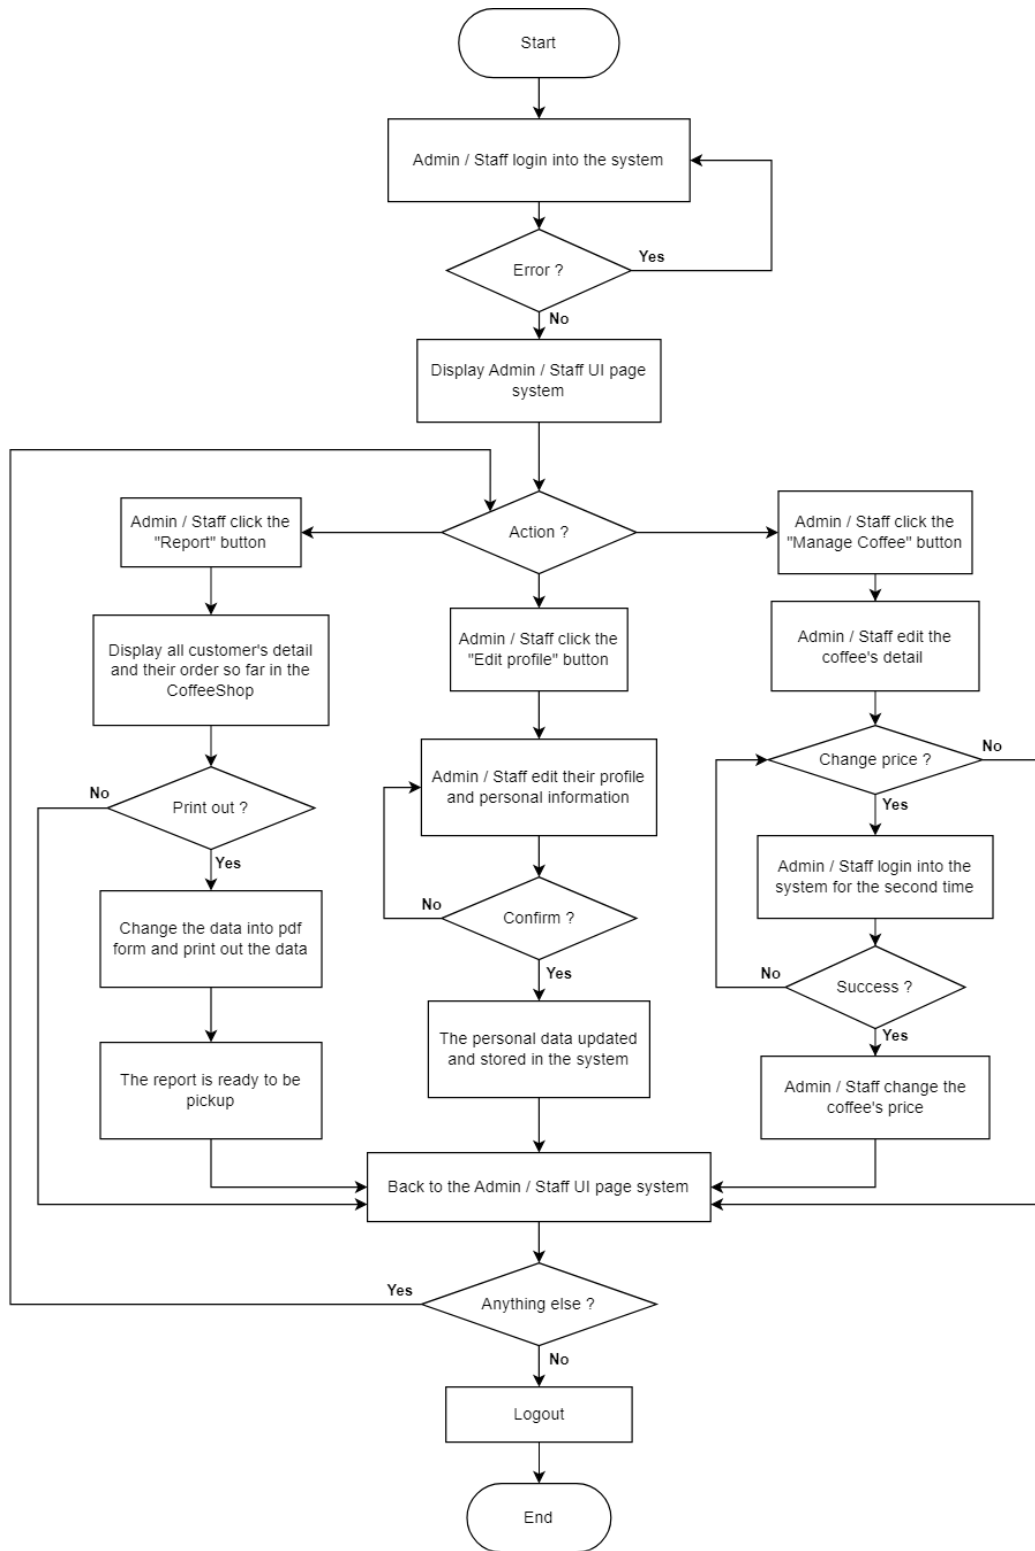 Start
Admin / Staff login into the system
Error ?
Yes
No
Display Admin / Staff UI page
system
Action ?
Admin / Staff click the
"Report" button
Display all customer's detail
and their order so far in the
CoffeeShop
Print out ?
No
Yes
Change the data into pdf
form and print out the data
The report is ready to be
pickup
Admin / Staff click the
"Edit profile" button
Admin / Staff edit their profile
and personal information
Confirm ?
No
Yes
The personal data updated
and stored in the system
Admin / Staff click the
"Manage Coffee" button
Admin / Staff edit the
coffee's detail
Change price ?
No
Yes
Admin / Staff login into the
system for the second time
Success ?
No
Yes
Admin / Staff change the
coffee's price
Back to the Admin / Staff UI page system
Anything else ?
Yes
No
Logout
End